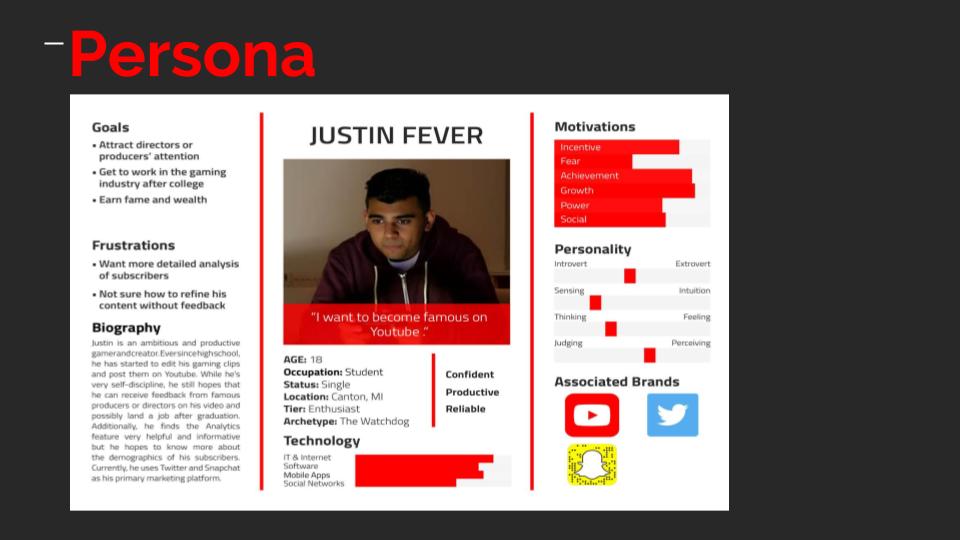 Persona
Goals
• Attract directors or
producers' attention
• Get to work in the gaming
industry after college
• Earn fame and wealth
Frustrations
• Want more detailed analysis
of subscribers
• Not sure how to refine his
content without feedback
Biography
Justin is an ambitious and productive
gamerandcreator.Eversincehighschool,
he has started to edit his gaming clips
and post them on Youtube. While he's
very self-discipline, he still hopes that
he can receive feedback from famous
producers or directors on his video and
possibly land a job after graduation.
Additionally, he finds the Analytics
feature very helpful and informative
but he hopes to know more about
the demographics of his subscribers.
Currently, he uses Twitter and Snapchat
as his primary marketing platform.
JUSTIN FEVER
"I want to become famous on
Youtube ."
AGE: 18
Occupation: Student
Status: Single
Location: Canton, MI
Tier: Enthusiast
Archetype: The Watchdog
Confident
Productive
Reliable
Technology
IT & Internet
Software
Mobile Apps
Social Networks
Motivations
Incentive
Fear
Achievement
Growth
Power
Social
Personality
Introvert Extrovert
Sensing Intuition
Thinking Feeling
Judging Perceiving
Associated Brands